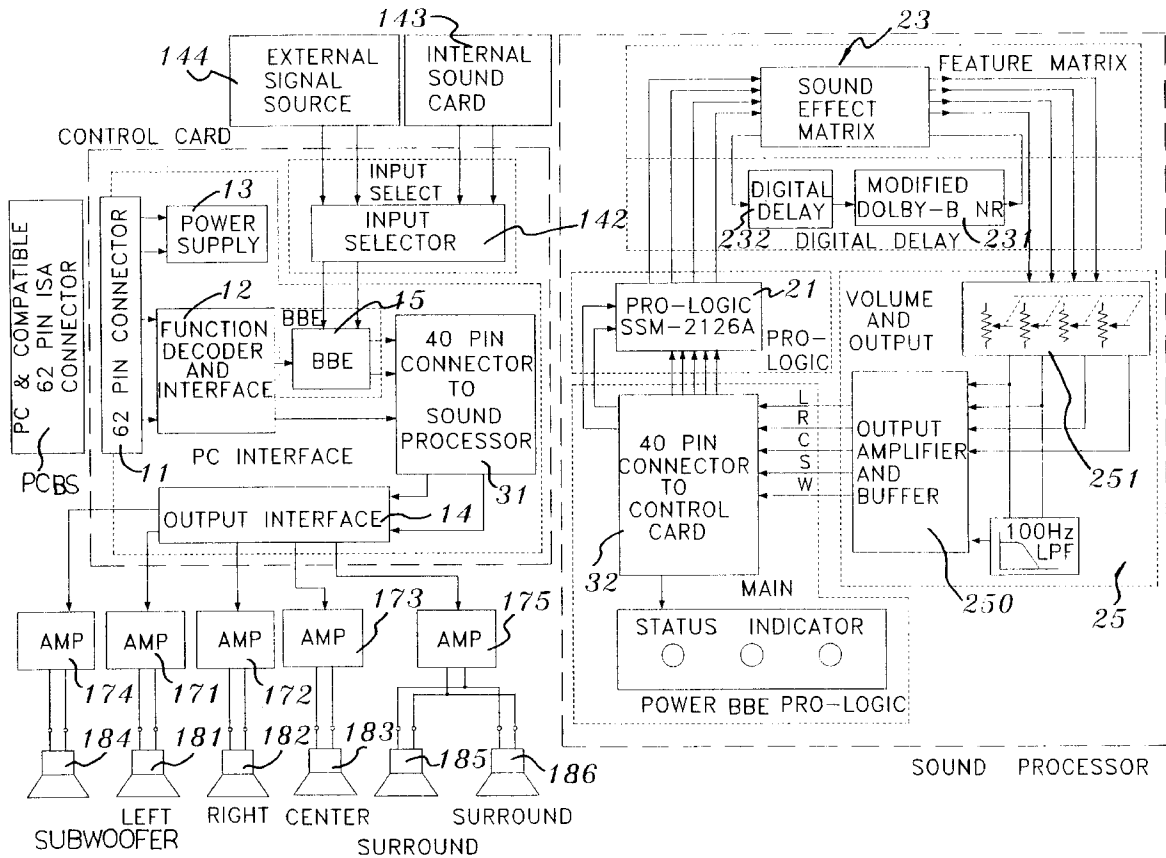 144
EXTERNAL
SIGNAL
SOURCE
143
INTERNAL
SOUND
CARD
CONTROL CARD
INPUT
SELECT
INPUT
SELECTOR
142
PC & COMPATIBLE
62 PIN ISA
CONNECTOR
PCBS
62 PIN CONNECTOR
11
13
POWER
SUPPLY
12
FUNCTION
DECODER
AND
INTERFACE
BBE
15
BBE
40 PIN
CONNECTOR
TO
SOUND
PROCESSOR
31
PC INTERFACE
OUTPUT INTERFACE
14
AMP
174
AMP
171
AMP
172
AMP
173
AMP
175
184
181
182
183
185
186
SUBWOOFER
LEFT
RIGHT
CENTER
SURROUND
SURROUND
23
FEATURE MATRIX
SOUND
EFFECT
MATRIX
DIGITAL
DELAY
232
MODIFIED
DOLBY-B NR
231
DIGITAL DELAY
PRO-LOGIC
SSM-2126A
21
PRO-
LOGIC
VOLUME
AND
OUTPUT
251
40 PIN
CONNECTOR
TO
CONTROL
CARD
32
L
R
C
S
W
OUTPUT
AMPLIFIER
AND
BUFFER
250
100Hz
LPF
25
MAIN
STATUS INDICATOR
POWER BBE PRO-LOGIC
SOUND PROCESSOR